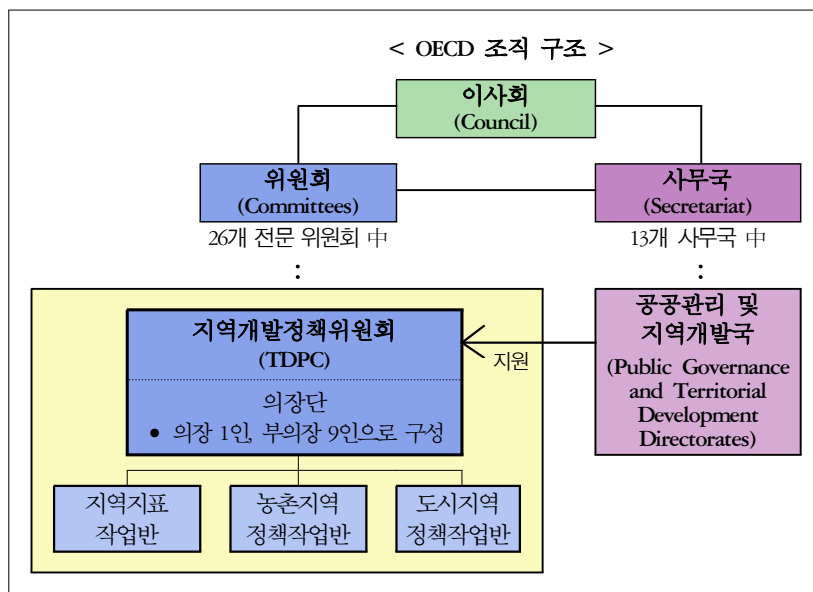 < OECD 조직 구조 >
이사회
(Council)
위원회
(Committees)
사무국
(Secretariat)
26개 전문 위원회 中
13개 사무국 中
:
:
지역개발정책위원회
(TDPC)
의장단
• 의장 1인, 부의장 9인으로 구성
지원
공공관리 및
지역개발국
(Public Governance
and Territorial
Development
Directorates)
지역지표
작업반
농촌지역
정책작업반
도시지역
정책작업반